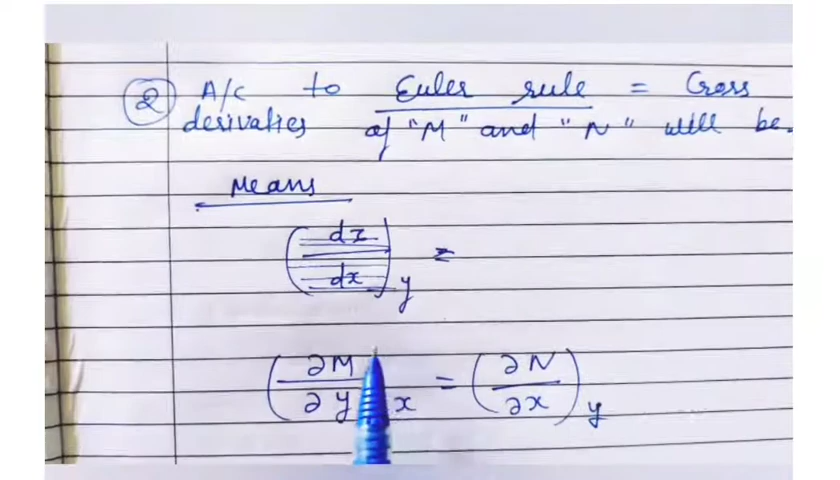 2 A/C to Euler rule = Cross
derivaties of "M" and "N" will be.
Means
(dz/dx)y =
(∂M/∂y)x = (∂N/∂x)y